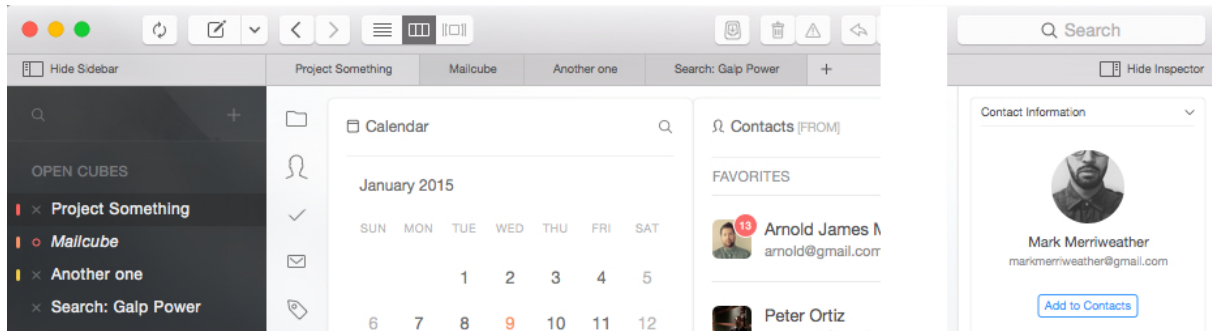 Search
Hide Sidebar
Project Something
Mailcube
Another one
Search: Galp Power
+
Hide Inspector
OPEN CUBES
Project Something
Mailcube
Another one
Search: Galp Power
Calendar
January 2015
SUN MON TUE WED THU FRI SAT
1 2 3 4 5
6 7 8 9 10 11 12
Contacts [FROM]
FAVORITES
13
Arnold James M
arnold@gmail.com
Peter Ortiz
Contact Information
Mark Merriweather
markmerriweather@gmail.com
Add to Contacts